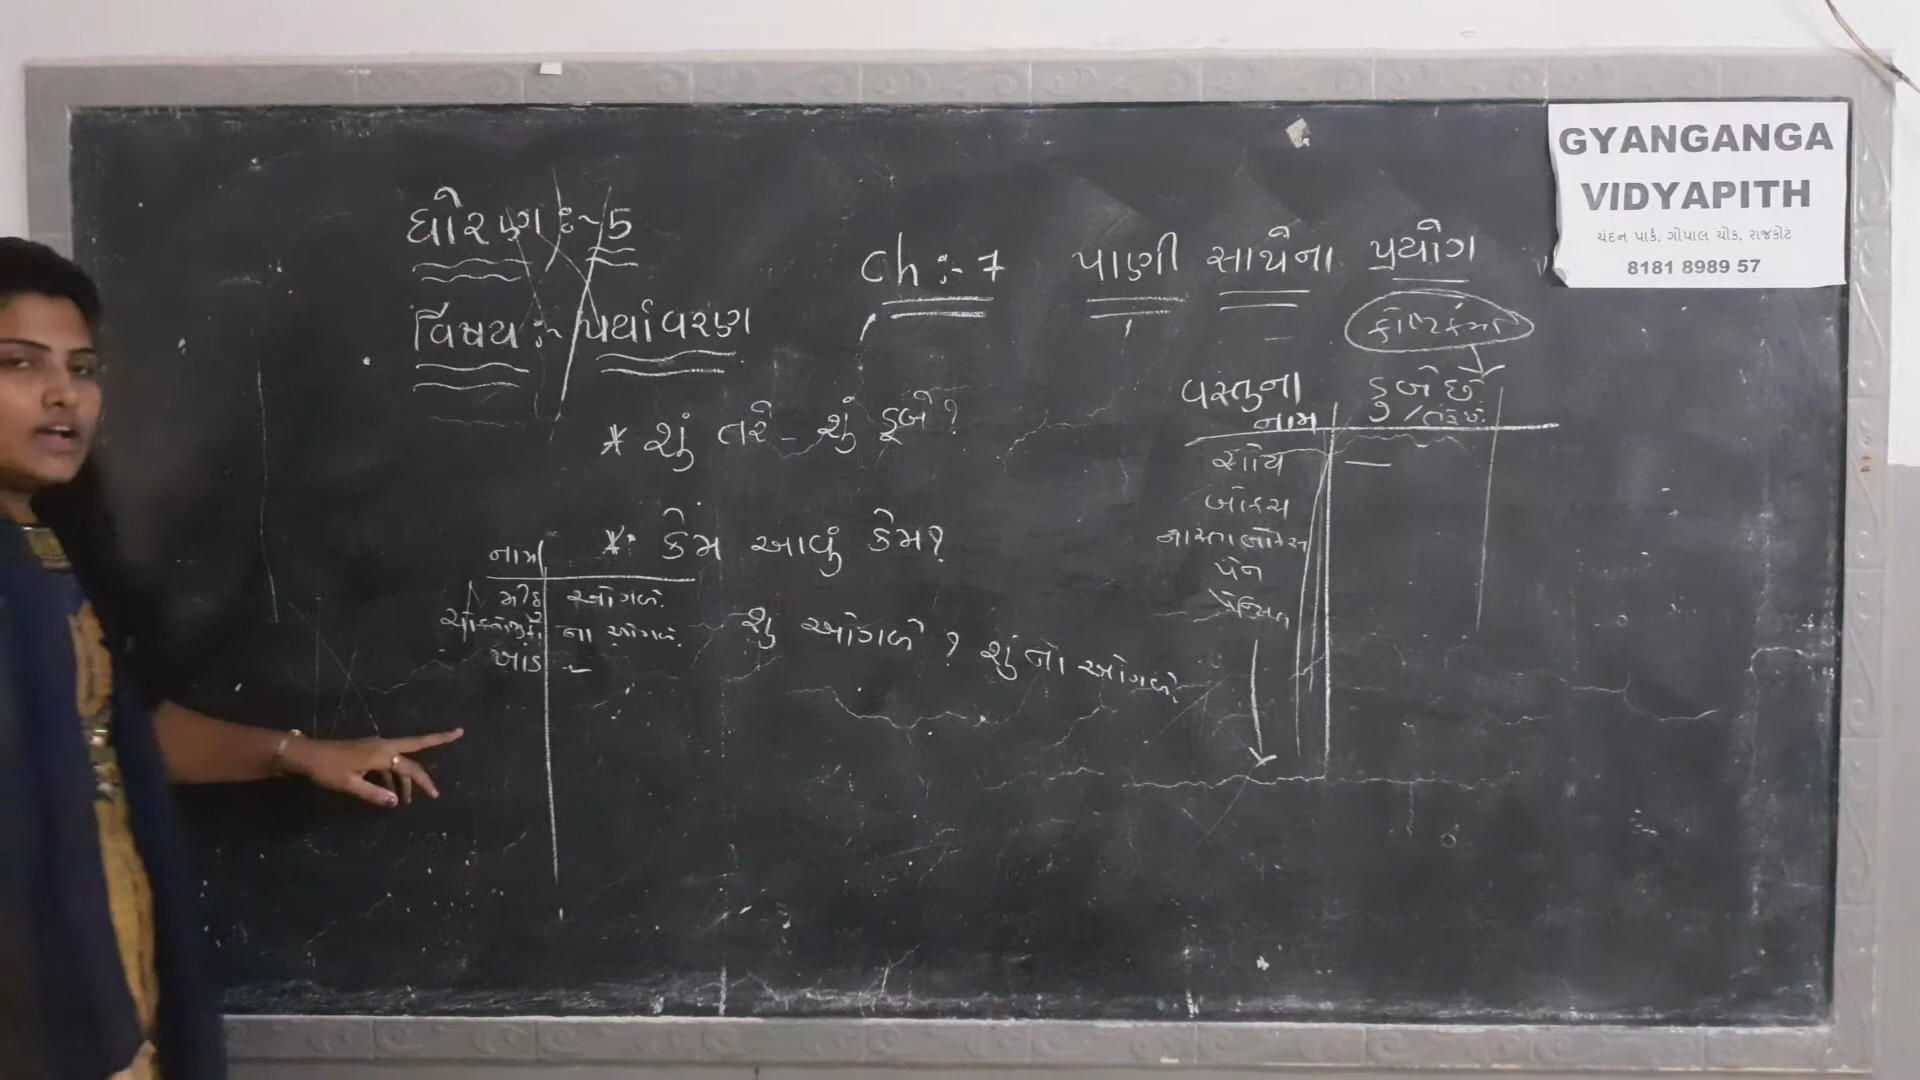 GYANGANGA
VIDYAPITH
ચંદન પાર્ક, ગોપાલ ચોક, રાજકોટ
8181 8989 57
ધોરણ :- 5
વિષય :- પર્યાવરણ
Ch :- 7 પાણી સાથેના પ્રયોગ
* શું તરે - શું ડૂબે ?
* કેમ આવું કેમ?
શુ ઓગળે ? શું ના ઓગળે
નામ
મીઠુ ઓગળે.
ના ઓગળે.
ખાંડ -
વસ્તુના નામ
ડુબે છે / તરે છે.
સોય —
બોક્સ
નાસ્તા બોક્સ
પેન
પેન્સિલ